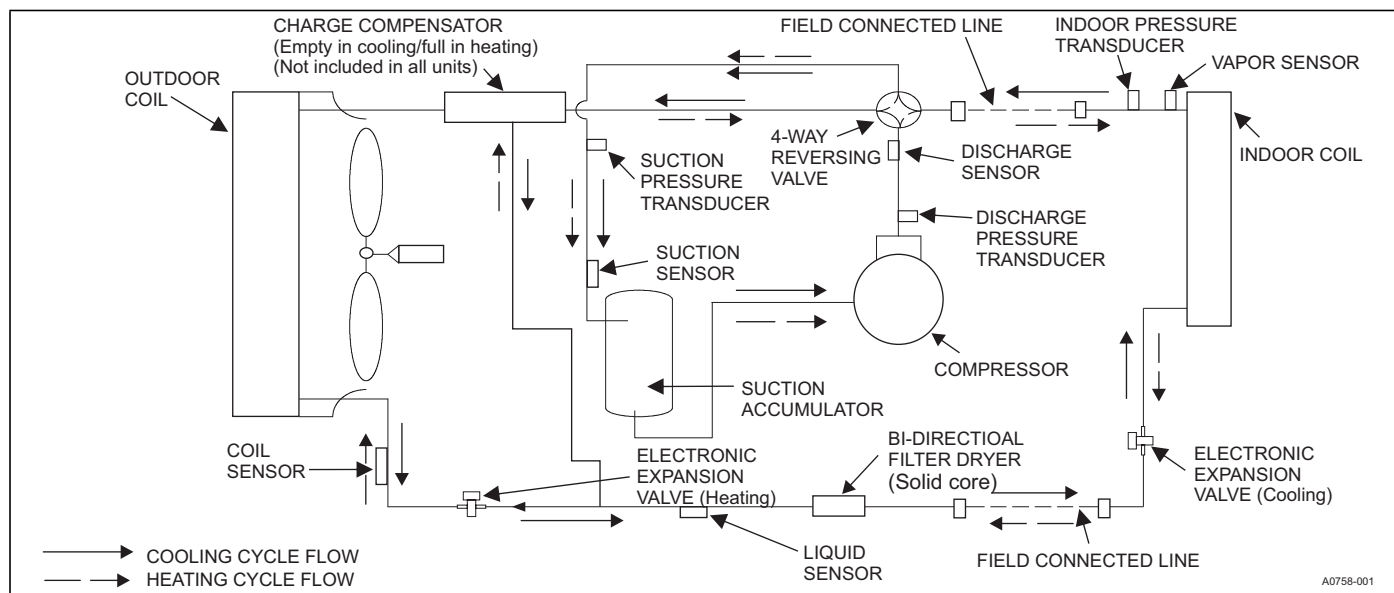 CHARGE COMPENSATOR
(Empty in cooling/full in heating)
(Not included in all units)
FIELD CONNECTED LINE
INDOOR PRESSURE
TRANSDUCER
VAPOR SENSOR
OUTDOOR
COIL
4-WAY
REVERSING
VALVE
DISCHARGE
SENSOR
INDOOR COIL
SUCTION
PRESSURE
TRANSDUCER
DISCHARGE
PRESSURE
TRANSDUCER
SUCTION
SENSOR
COMPRESSOR
SUCTION
ACCUMULATOR
COIL
SENSOR
ELECTRONIC
EXPANSION
VALVE (Heating)
BI-DIRECTIOAL
FILTER DRYER
(Solid core)
ELECTRONIC
EXPANSION
VALVE (Cooling)
LIQUID
SENSOR
FIELD CONNECTED LINE
COOLING CYCLE FLOW
HEATING CYCLE FLOW
A0758-001